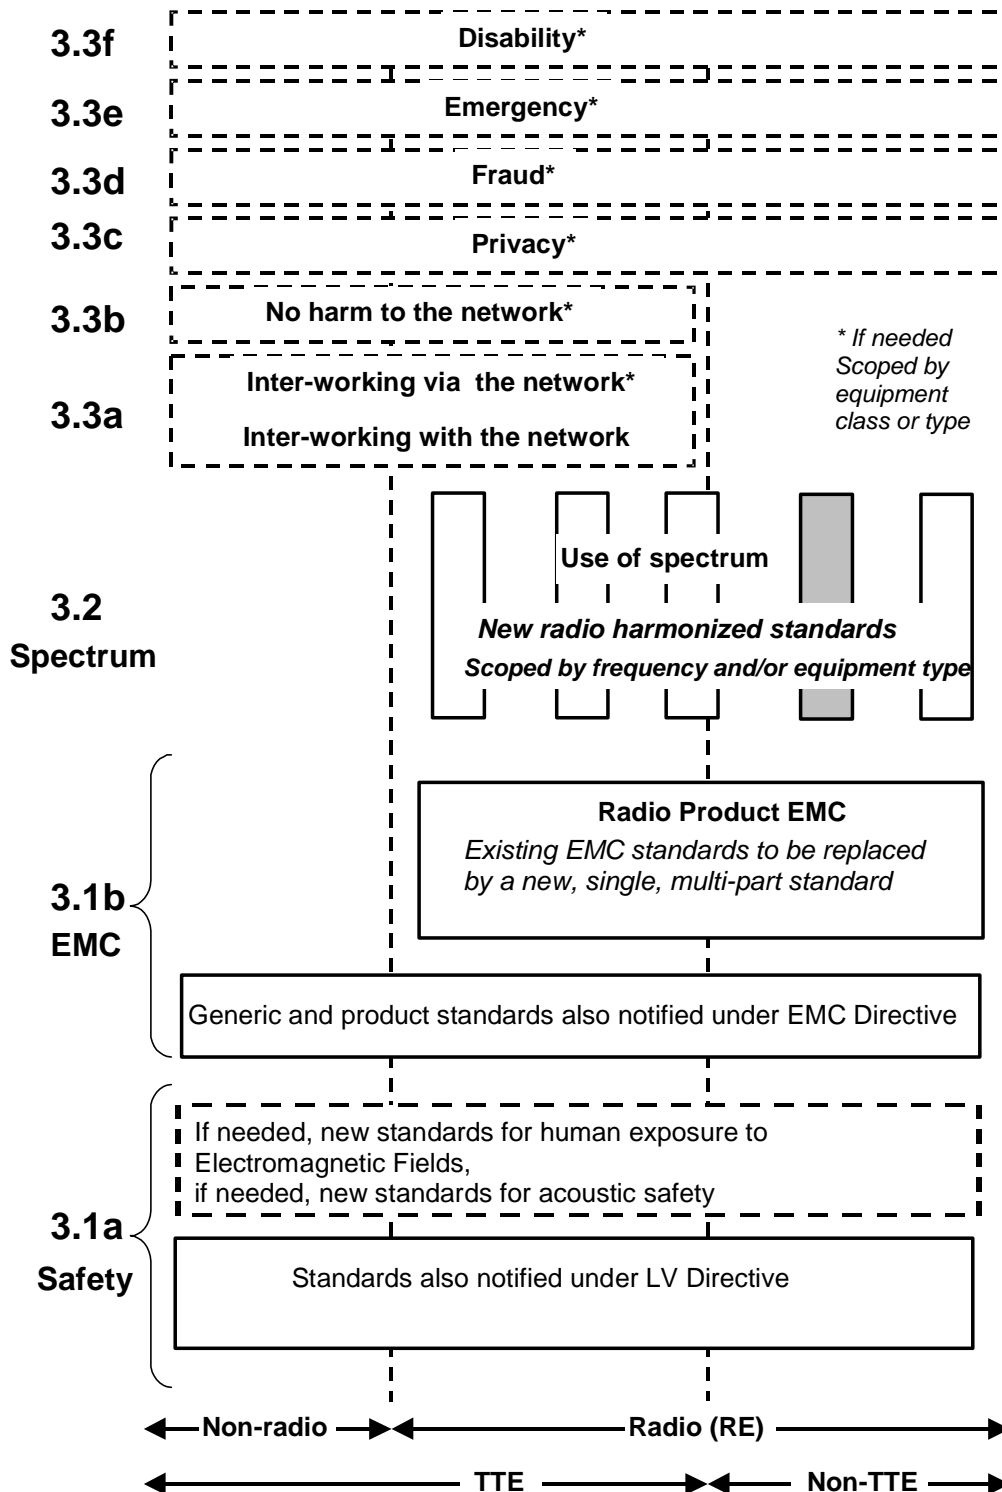 3.3f
Disability*
3.3e
Emergency*
3.3d
Fraud*
3.3c
Privacy*
3.3b
No harm to the network*
* If needed
Scoped by
equipment
class or type
3.3a
Inter-working via the network*
Inter-working with the network
3.2
Spectrum
Use of spectrum
New radio harmonized standards
Scoped by frequency and/or equipment type
3.1b
EMC
Radio Product EMC
Existing EMC standards to be replaced
by a new, single, multi-part standard
Generic and product standards also notified under EMC Directive
3.1a
Safety
If needed, new standards for human exposure to
Electromagnetic Fields,
if needed, new standards for acoustic safety
Standards also notified under LV Directive
Non-radio
Radio (RE)
TTE
Non-TTE